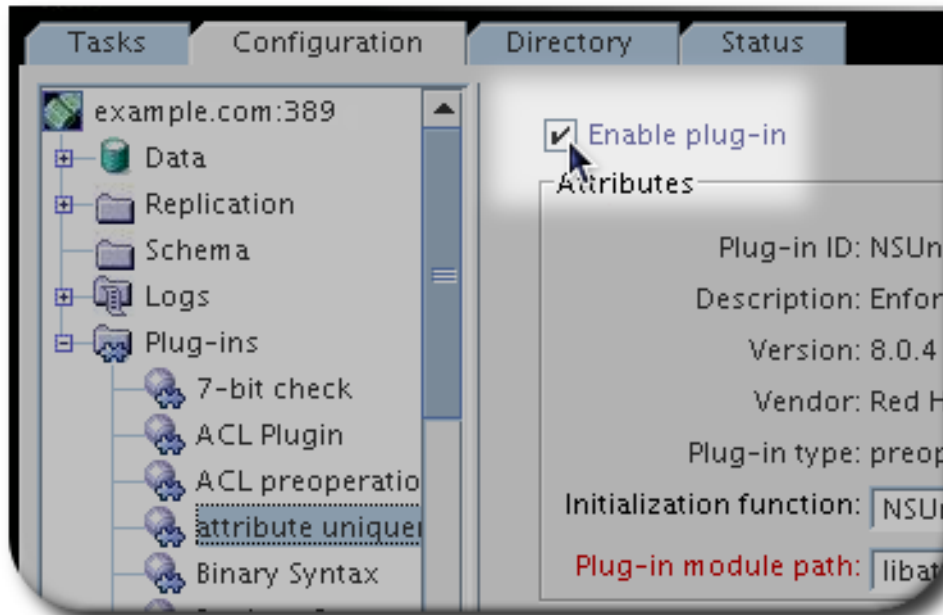 Tasks Configuration Directory Status
example.com:389
Data
Replication
Schema
Logs
Plug-ins
7-bit check
ACL Plugin
ACL preoperatio
attribute unique
Binary Syntax
Enable plug-in
Attributes
Plug-in ID: NSUn
Description: Enfor
Version: 8.0.4
Vendor: Red H
Plug-in type: preop
Initialization function: NSUn
Plug-in module path: libat